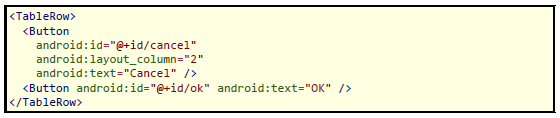 <TableRow>
<Button
android:id="@+id/cancel"
android:layout_column="2"
android:text="Cancel" />
<Button android:id="@+id/ok" android:text="OK" />
</TableRow>